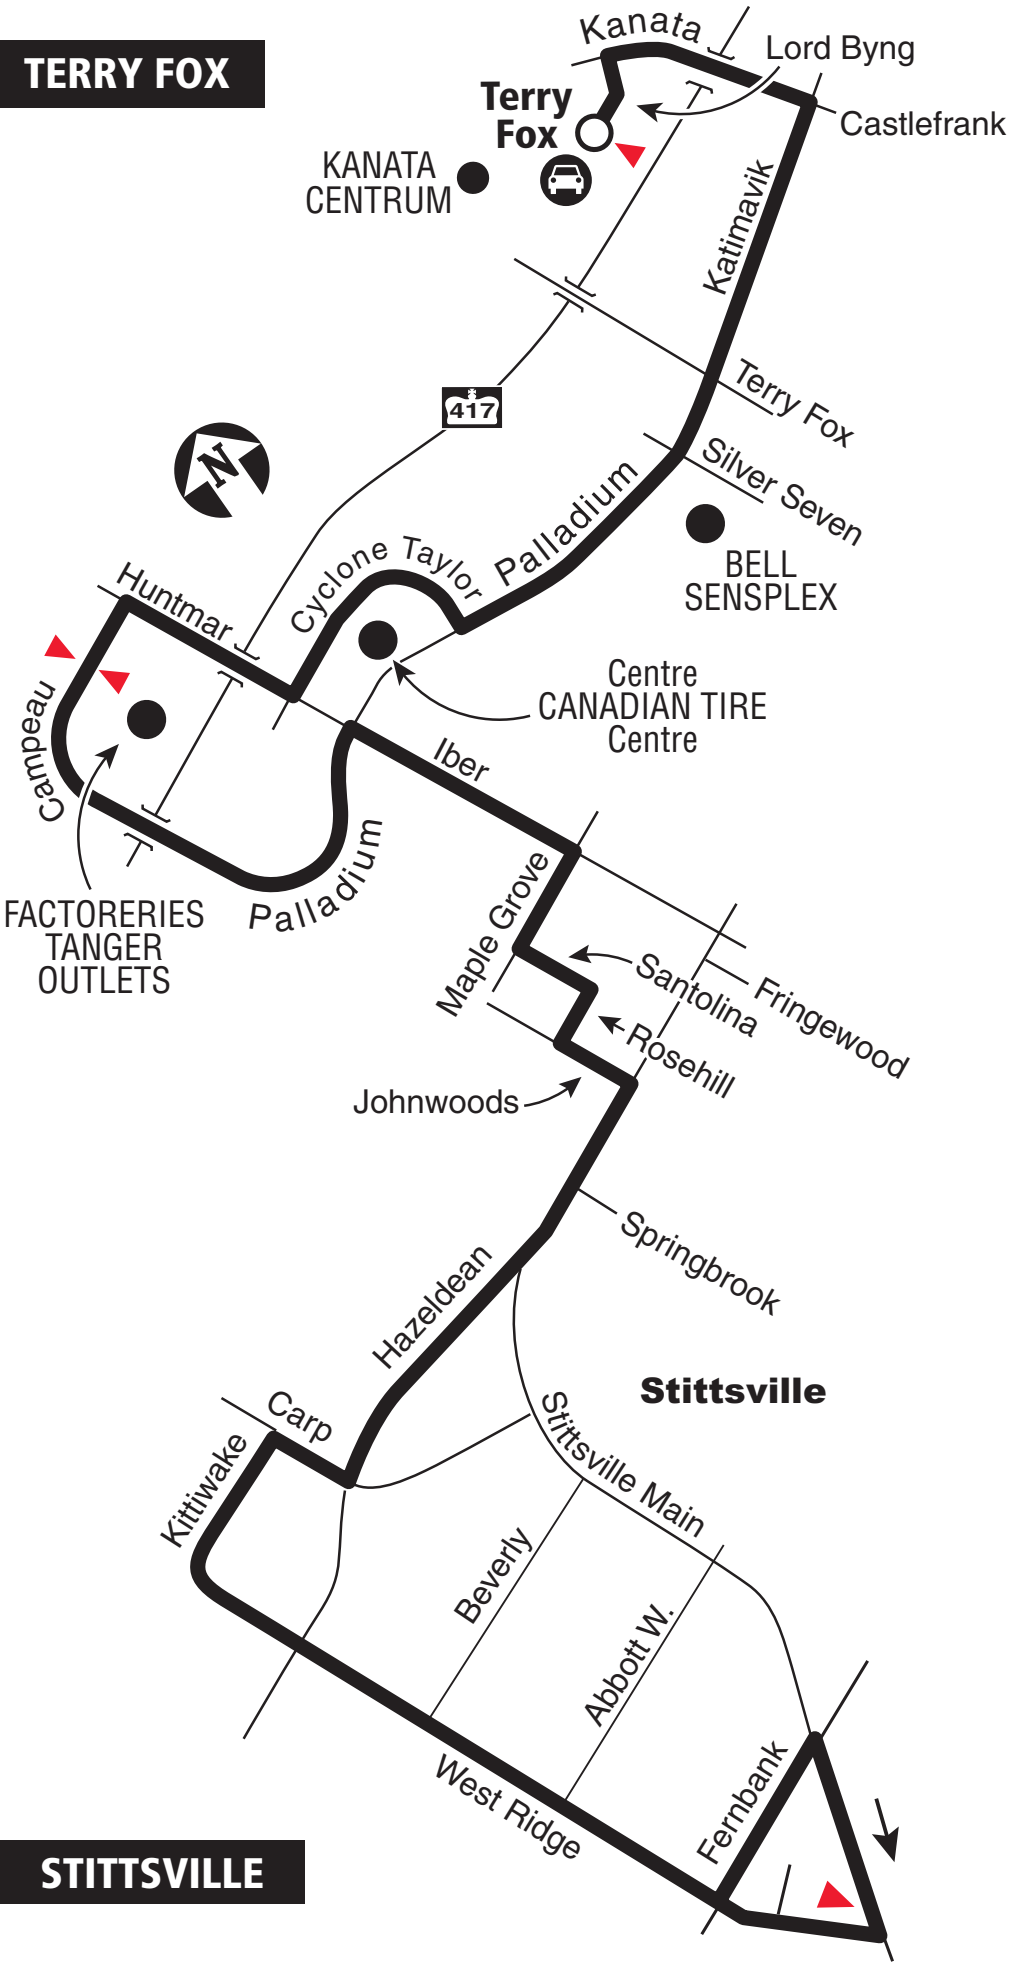 TERRY FOX
Kanata
Lord Byng
Terry
Fox
Castlefrank
KANATA
CENTRUM
Katimavik
Terry Fox
417
N
Silver Seven
Palladium
BELL
SENSPLEX
Cyclone Taylor
Huntmar
Centre
CANADIAN TIRE
Centre
Campeau
Iber
Palladium
Maple Grove
FACTORERIES
TANGER
OUTLETS
Santolina
Fringewood
Rosehill
Johnwoods
Springbrook
Hazeldean
Stittsville
Carp
Stittsville Main
Kittiwake
Beverly
Abbott W.
Fernbank
West Ridge
STITTSVILLE